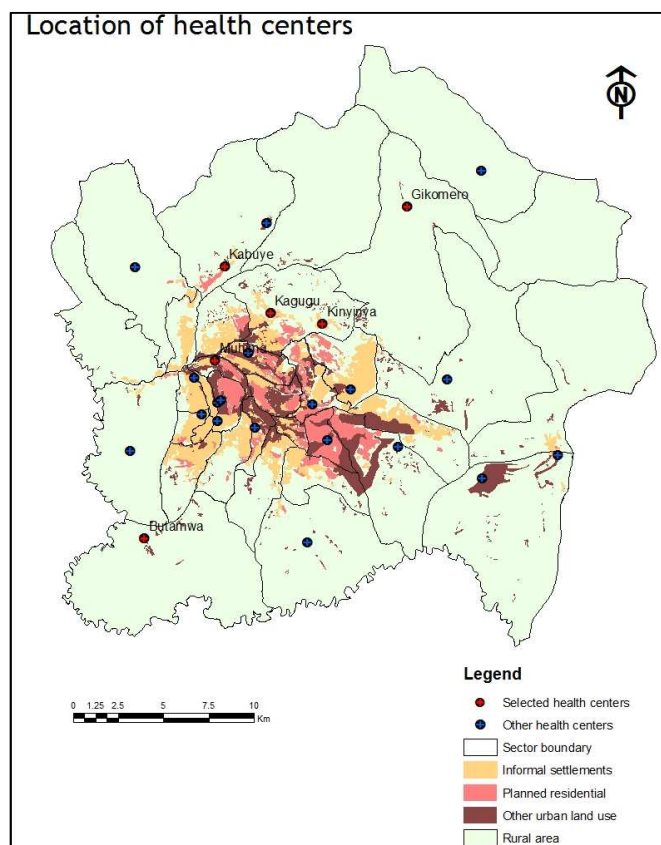 Location of health centers
N
Gikomero
Kabuye
Kagugu
Kinyinya
Muhima
Butamwa
Legend
0 1.25 2.5 5 7.5 10
Km
Selected health centers
Other health centers
Sector boundary
Informal settlements
Planned residential
Other urban land use
Rural area